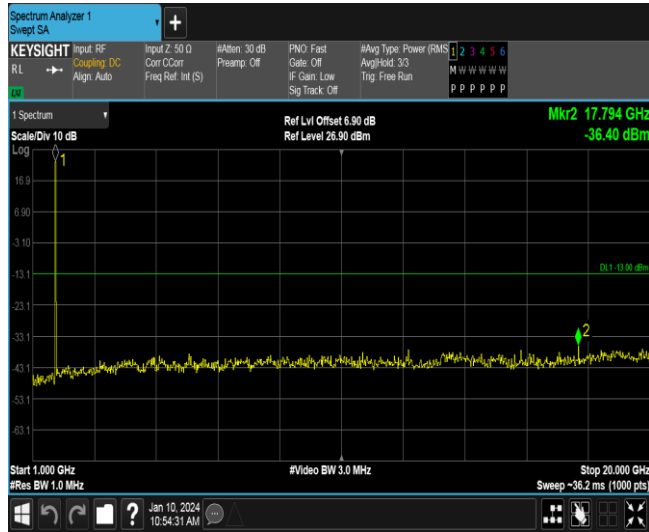 Spectrum Analyzer 1
Swept SA
+
KEYSIGHT
RL
Input: RF
Coupling: DC
Align: Auto
Input Z: 50 Ω
Corr CCorr
Freq Ref: Int (S)
#Atten: 30 dB
Preamp: Off
PNO: Fast
Gate: Off
IF Gain: Low
Sig Track: Off
#Avg Type: Power (RMS
Avg|Hold: 3/3
Trig: Free Run
1 2 3 4 5 6
M W W W W W
P P P P P P
1 Spectrum
Scale/Div 10 dB
Ref Lvl Offset 6.90 dB
Ref Level 26.90 dBm
Mkr2 17.794 GHz
-36.40 dBm
Log
1
16.9
6.90
-3.10
-13.1
DL1 -13.00 dBm
-23.1
-33.1
2
-43.1
-53.1
-63.1
Start 1.000 GHz
#Res BW 1.0 MHz
#Video BW 3.0 MHz
Stop 20.000 GHz
Sweep ~36.2 ms (1000 pts)
?
Jan 10, 2024
10:54:31 AM